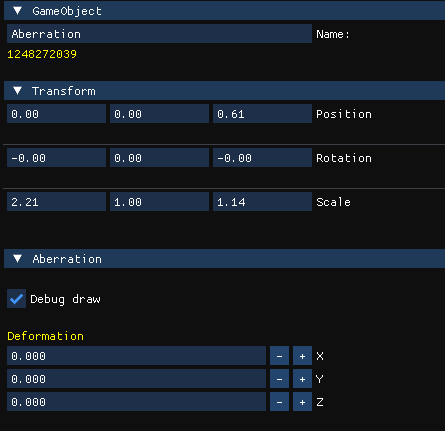 GameObject
Aberration Name:
1248272039
Transform
0.00 0.00 0.61 Position
-0.00 0.00 -0.00 Rotation
2.21 1.00 1.14 Scale
Aberration
Debug draw
Deformation
0.000 - + X
0.000 - + Y
0.000 - + Z